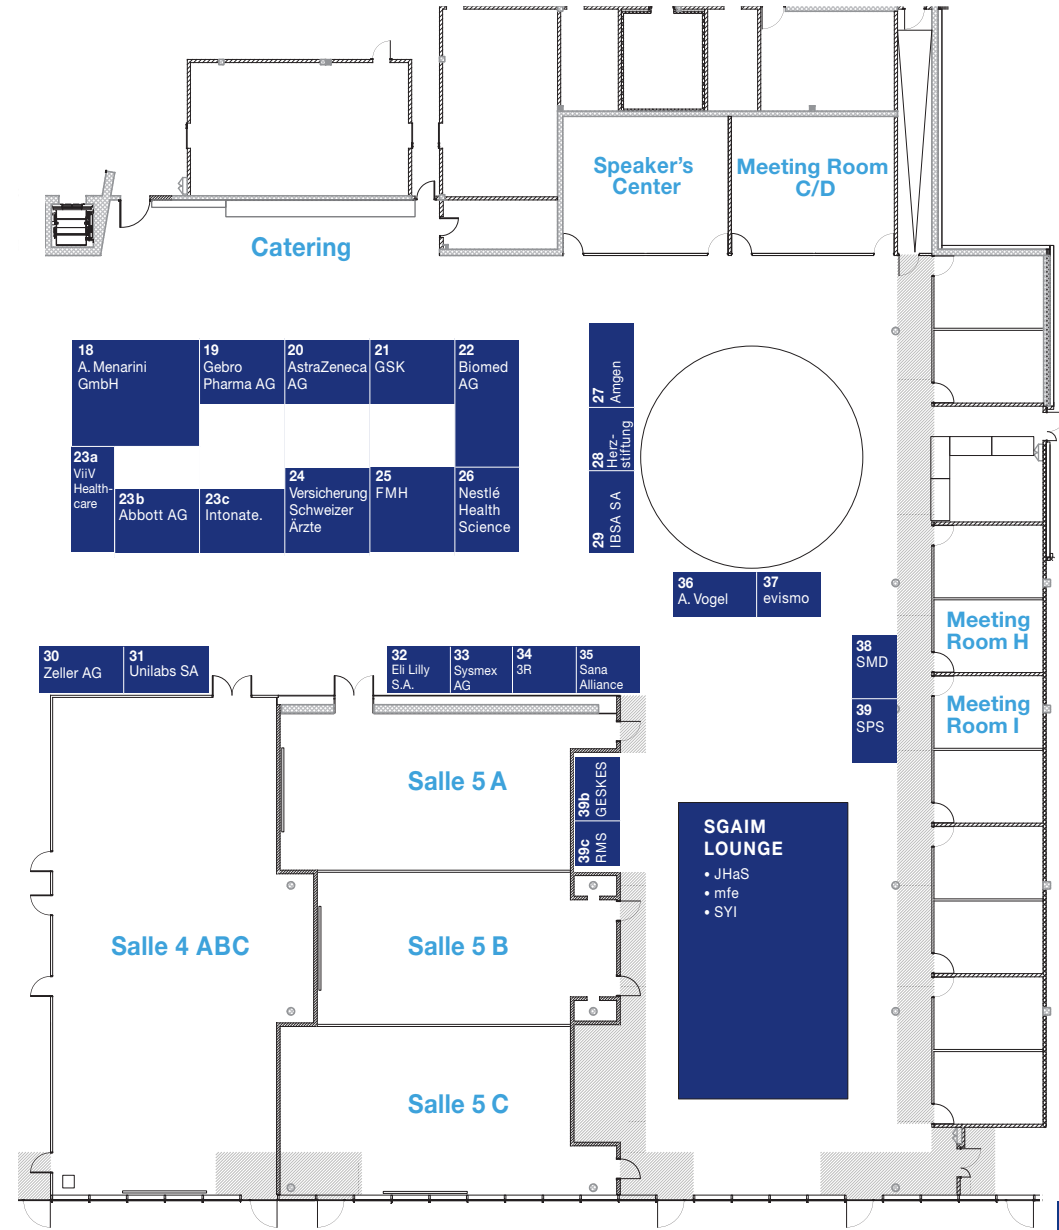 Speaker's
Center
Meeting Room
C/D
Catering
18
A. Menarini
GmbH
19
Gebro
Pharma AG
20
AstraZeneca
AG
21
GSK
22
Biomed
AG
23a
ViiV
Health-
care
23b
Abbott AG
23c
Intonate.
24
Versicherung
Schweizer
Ärzte
25
FMH
26
Nestlé
Health
Science
27
Amgen
28
Herz-
stiftung
29
IBSA SA
36
A. Vogel
37
evismo
30
Zeller AG
31
Unilabs SA
32
Eli Lilly
S.A.
33
Sysmex
AG
34
3R
35
Sana
Alliance
38
SMD
39
SPS
Meeting
Room H
Meeting
Room I
Salle 5 A
39b
GESKES
39c
RMS
SGAIM
LOUNGE
• JHaS
• mfe
• SYI
Salle 4 ABC
Salle 5 B
Salle 5 C